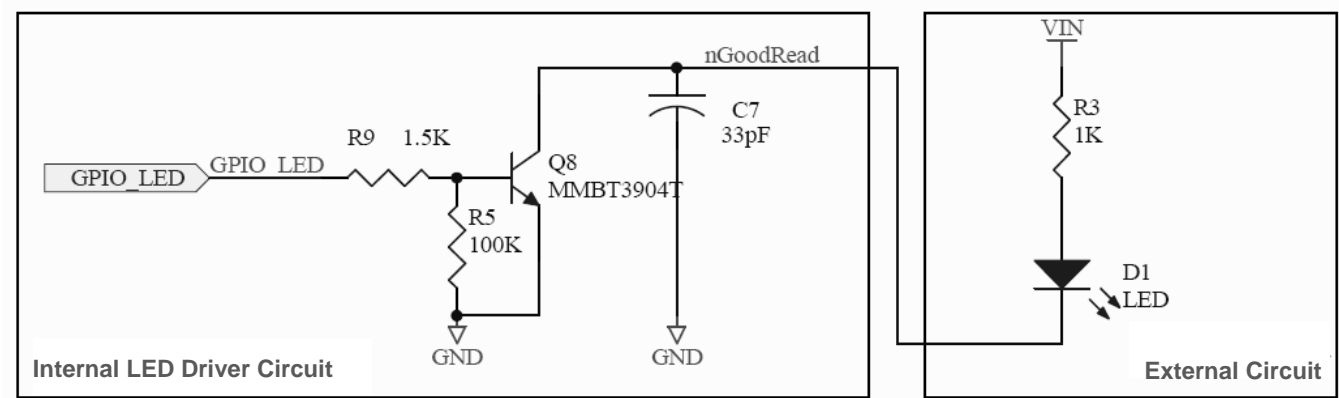 VIN
nGoodRead
R3
1K
C7
33pF
R9 1.5K
GPIO_LED
GPIO_LED
Q8
MMBT3904T
R5
100K
D1
LED
GND
GND
Internal LED Driver Circuit
External Circuit